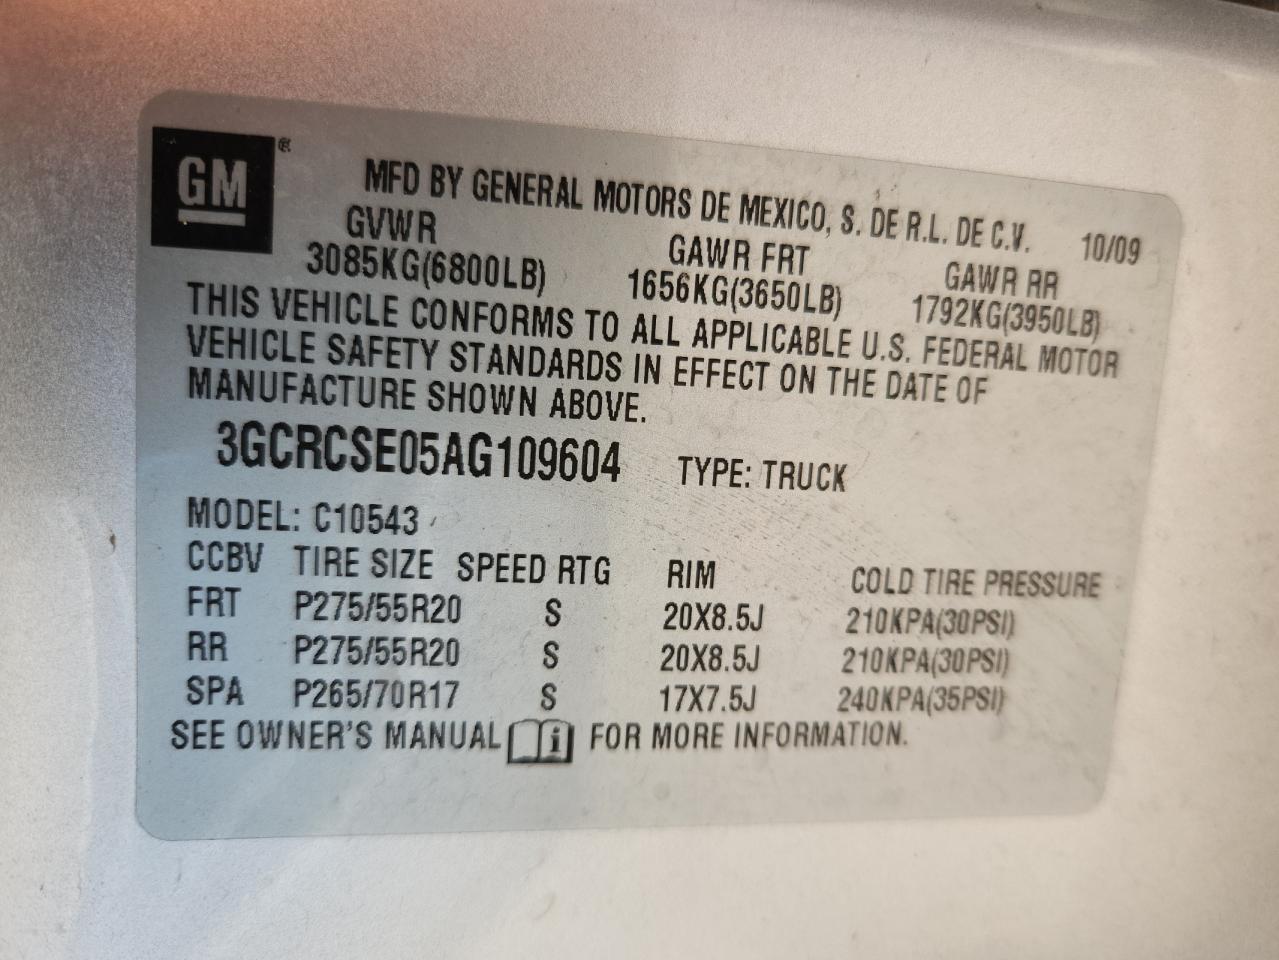 GM®
MFD BY GENERAL MOTORS DE MEXICO, S. DE R.L. DE C.V. 10/09
GVWR GAWR FRT GAWR RR
3085KG(6800LB) 1656KG(3650LB) 1792KG(3950LB)
THIS VEHICLE CONFORMS TO ALL APPLICABLE U.S. FEDERAL MOTOR
VEHICLE SAFETY STANDARDS IN EFFECT ON THE DATE OF
MANUFACTURE SHOWN ABOVE.
3GCRCSE05AG109604 TYPE: TRUCK
MODEL: C10543
CCBV TIRE SIZE SPEED RTG RIM COLD TIRE PRESSURE
FRT P275/55R20 S 20X8.5J 210KPA(30PSI)
RR P275/55R20 S 20X8.5J 210KPA(30PSI)
SPA P265/70R17 S 17X7.5J 240KPA(35PSI)
SEE OWNER'S MANUAL i FOR MORE INFORMATION.